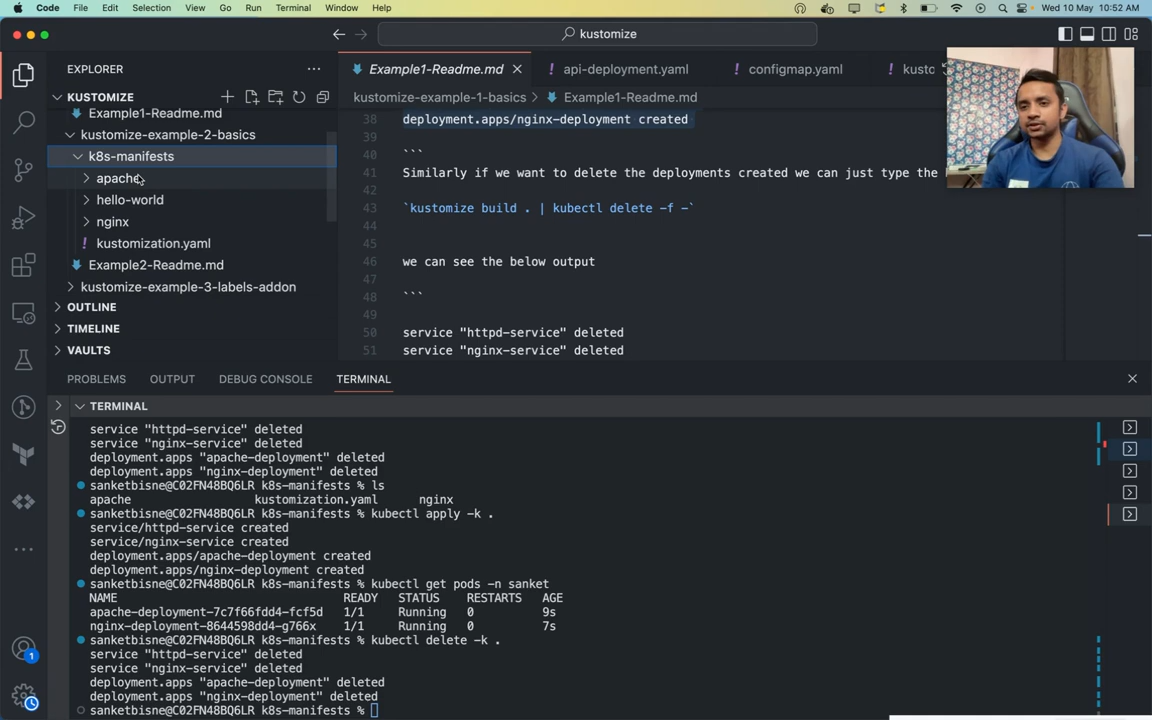 Code File Edit Selection View Go Run Terminal Window Help Wed 10 May 10:52 AM
kustomize
EXPLORER
KUSTOMIZE
Example1-Readme.md
kustomize-example-2-basics
k8s-manifests
apache
hello-world
nginx
kustomization.yaml
Example2-Readme.md
kustomize-example-3-labels-addon
OUTLINE
TIMELINE
VAULTS
Example1-Readme.md api-deployment.yaml configmap.yaml kusto
kustomize-example-1-basics > Example1-Readme.md
38 deployment.apps/nginx-deployment created
39
40 ```
41 Similarly if we want to delete the deployments created we can just type the
42
43 `kustomize build . | kubectl delete -f -`
44
45
46 we can see the below output
47
48 ```
49
50 service "httpd-service" deleted
51 service "nginx-service" deleted
PROBLEMS OUTPUT DEBUG CONSOLE TERMINAL
TERMINAL
service "httpd-service" deleted
service "nginx-service" deleted
deployment.apps "apache-deployment" deleted
deployment.apps "nginx-deployment" deleted
sanketbisne@C02FN48BQ6LR k8s-manifests % ls
apache kustomization.yaml nginx
sanketbisne@C02FN48BQ6LR k8s-manifests % kubectl apply -k .
service/httpd-service created
service/nginx-service created
deployment.apps/apache-deployment created
deployment.apps/nginx-deployment created
sanketbisne@C02FN48BQ6LR k8s-manifests % kubectl get pods -n sanket
NAME READY STATUS RESTARTS AGE
apache-deployment-7c7f66fdd4-fcf5d 1/1 Running 0 9s
nginx-deployment-8644598dd4-g766x 1/1 Running 0 7s
sanketbisne@C02FN48BQ6LR k8s-manifests % kubectl delete -k .
service "httpd-service" deleted
service "nginx-service" deleted
deployment.apps "apache-deployment" deleted
deployment.apps "nginx-deployment" deleted
sanketbisne@C02FN48BQ6LR k8s-manifests %
1